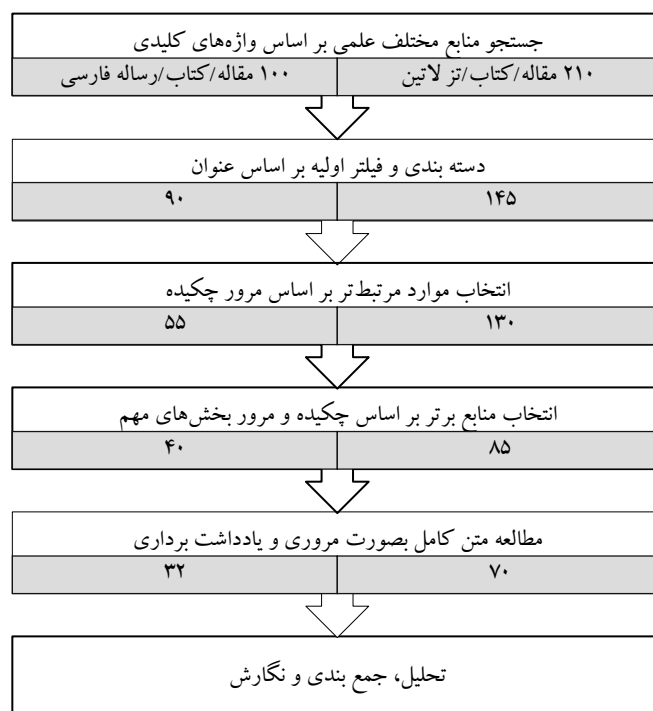 جستجو منابع مختلف علمی بر اساس واژه‌های کلیدی
۲۱۰ مقاله/کتاب/تز لاتین ۱۰۰ مقاله/کتاب/رساله فارسی
دسته بندی و فیلتر اولیه بر اساس عنوان
۱۴۵ ۹۰
انتخاب موارد مرتبط‌تر بر اساس مرور چکیده
۱۳۰ ۵۵
انتخاب منابع برتر بر اساس چکیده و مرور بخش‌های مهم
۸۵ ۴۰
مطالعه متن کامل بصورت مروری و یادداشت برداری
۷۰ ۳۲
تحلیل، جمع بندی و نگارش